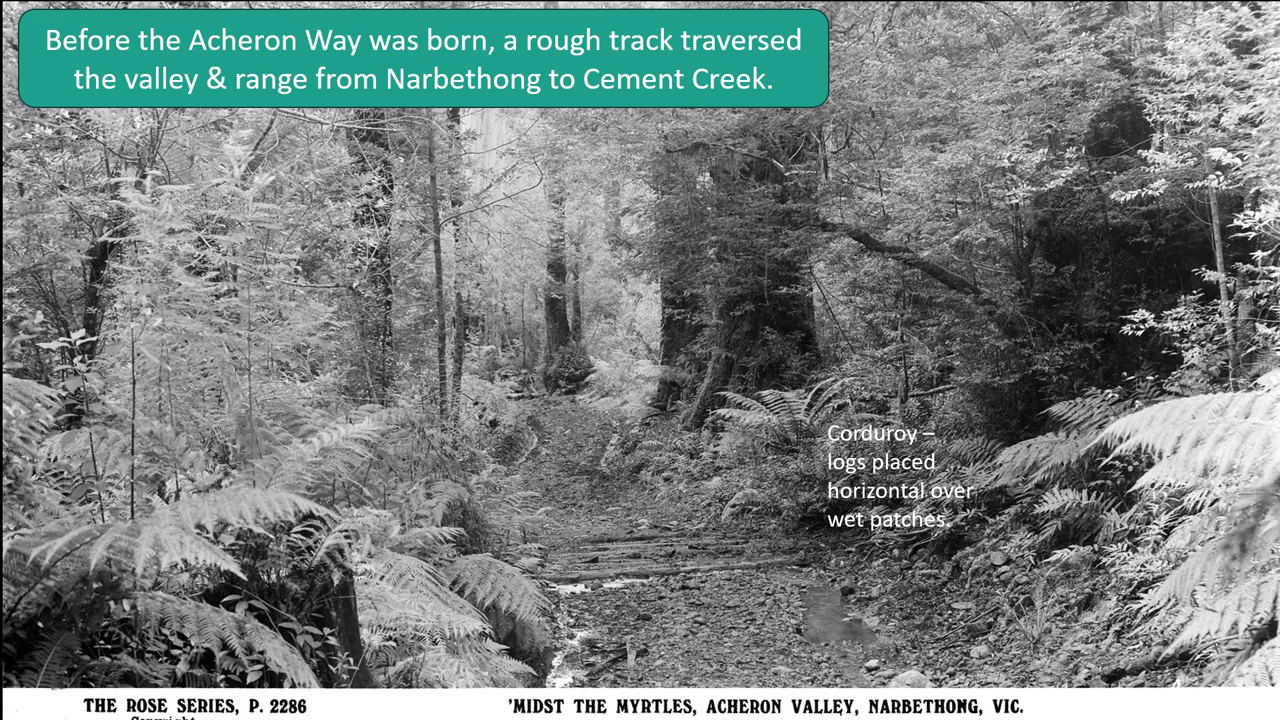 Before the Acheron Way was born, a rough track traversed
the valley & range from Narbethong to Cement Creek.
Corduroy –
logs placed
horizontal over
wet patches.
THE ROSE SERIES, P. 2286
Copyright
'MIDST THE MYRTLES, ACHERON VALLEY, NARBETHONG, VIC.